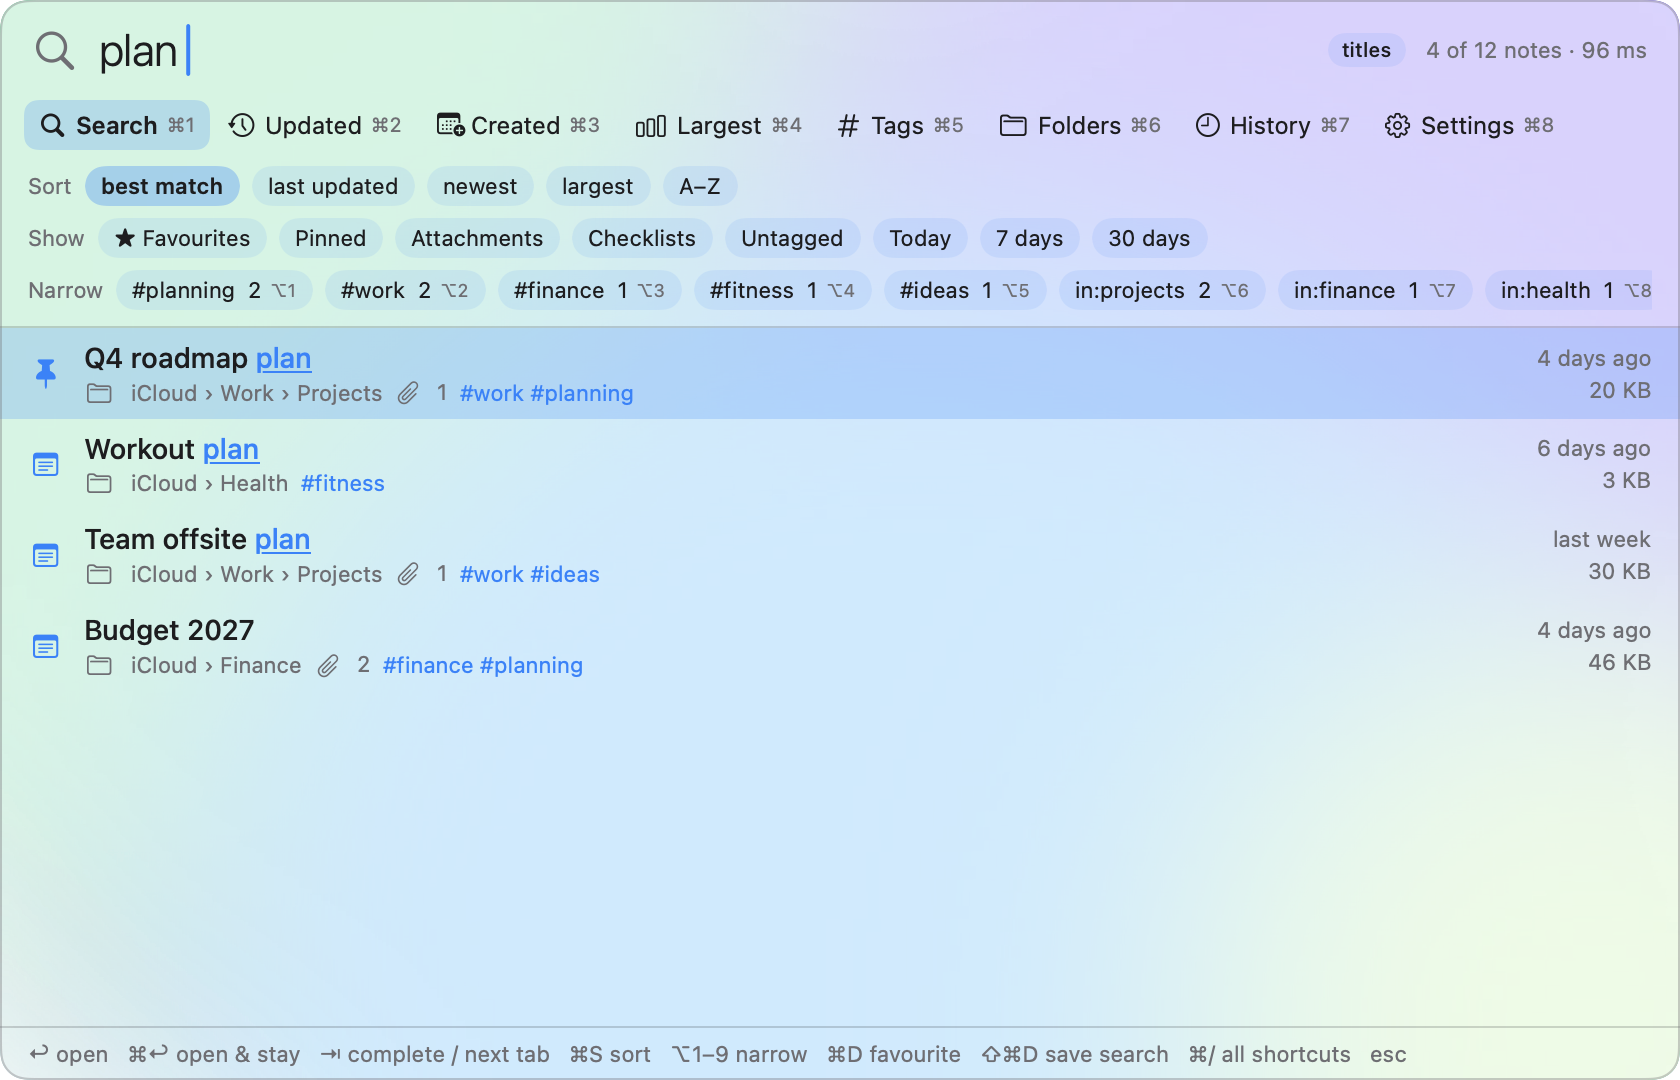 plan titles 4 of 12 notes · 96 ms
Search ⌘1 Updated ⌘2 Created ⌘3 Largest ⌘4 # Tags ⌘5 Folders ⌘6 History ⌘7 Settings ⌘8
Sort best match last updated newest largest A–Z
Show ★ Favourites Pinned Attachments Checklists Untagged Today 7 days 30 days
Narrow #planning 2 ⌥1 #work 2 ⌥2 #finance 1 ⌥3 #fitness 1 ⌥4 #ideas 1 ⌥5 in:projects 2 ⌥6 in:finance 1 ⌥7 in:health 1 ⌥8
Q4 roadmap plan 4 days ago
iCloud › Work › Projects 1 #work #planning 20 KB
Workout plan 6 days ago
iCloud › Health #fitness 3 KB
Team offsite plan last week
iCloud › Work › Projects 1 #work #ideas 30 KB
Budget 2027 4 days ago
iCloud › Finance 2 #finance #planning 46 KB
↩ open ⌘↩ open & stay ⇥ complete / next tab ⌘S sort ⌥1–9 narrow ⌘D favourite ⇧⌘D save search ⌘/ all shortcuts esc